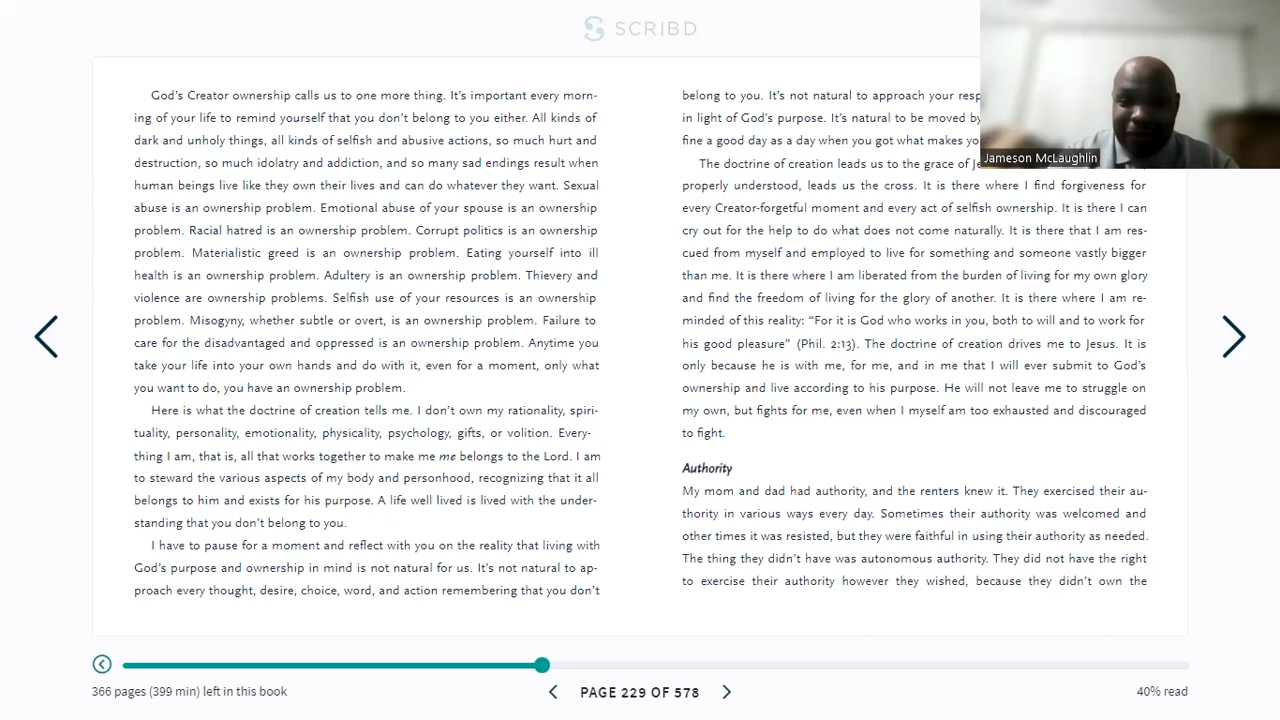 SCRIBD
God's Creator ownership calls us to one more thing. It's important every morn-
ing of your life to remind yourself that you don't belong to you either. All kinds of
dark and unholy things, all kinds of selfish and abusive actions, so much hurt and
destruction, so much idolatry and addiction, and so many sad endings result when
human beings live like they own their lives and can do whatever they want. Sexual
abuse is an ownership problem. Emotional abuse of your spouse is an ownership
problem. Racial hatred is an ownership problem. Corrupt politics is an ownership
problem. Materialistic greed is an ownership problem. Eating yourself into ill
health is an ownership problem. Adultery is an ownership problem. Thievery and
violence are ownership problems. Selfish use of your resources is an ownership
problem. Misogyny, whether subtle or overt, is an ownership problem. Failure to
care for the disadvantaged and oppressed is an ownership problem. Anytime you
take your life into your own hands and do with it, even for a moment, only what
you want to do, you have an ownership problem.
Here is what the doctrine of creation tells me. I don't own my rationality, spiri-
tuality, personality, emotionality, physicality, psychology, gifts, or volition. Every-
thing I am, that is, all that works together to make me me belongs to the Lord. I am
to steward the various aspects of my body and personhood, recognizing that it all
belongs to him and exists for his purpose. A life well lived is lived with the under-
standing that you don't belong to you.
I have to pause for a moment and reflect with you on the reality that living with
God's purpose and ownership in mind is not natural for us. It's not natural to ap-
proach every thought, desire, choice, word, and action remembering that you don't
belong to you. It's not natural to approach your
in light of God's purpose. It's natural to be moved by
fine a good day as a day when you got what makes
The doctrine of creation leads us to the grace of
properly understood, leads us the cross. It is there where I find forgiveness for
every Creator-forgetful moment and every act of selfish ownership. It is there I can
cry out for the help to do what does not come naturally. It is there that I am res-
cued from myself and employed to live for something and someone vastly bigger
than me. It is there where I am liberated from the burden of living for my own glory
and find the freedom of living for the glory of another. It is there where I am re-
minded of this reality: “For it is God who works in you, both to will and to work for
his good pleasure” (Phil. 2:13). The doctrine of creation drives me to Jesus. It is
only because he is with me, for me, and in me that I will ever submit to God's
ownership and live according to his purpose. He will not leave me to struggle on
my own, but fights for me, even when I myself am too exhausted and discouraged
to fight.
Authority
My mom and dad had authority, and the renters knew it. They exercised their au-
thority in various ways every day. Sometimes their authority was welcomed and
other times it was resisted, but they were faithful in using their authority as needed.
The thing they didn't have was autonomous authority. They did not have the right
to exercise their authority however they wished, because they didn't own the
Jameson McLaughlin
366 pages (399 min) left in this book
PAGE 229 OF 578
40% read